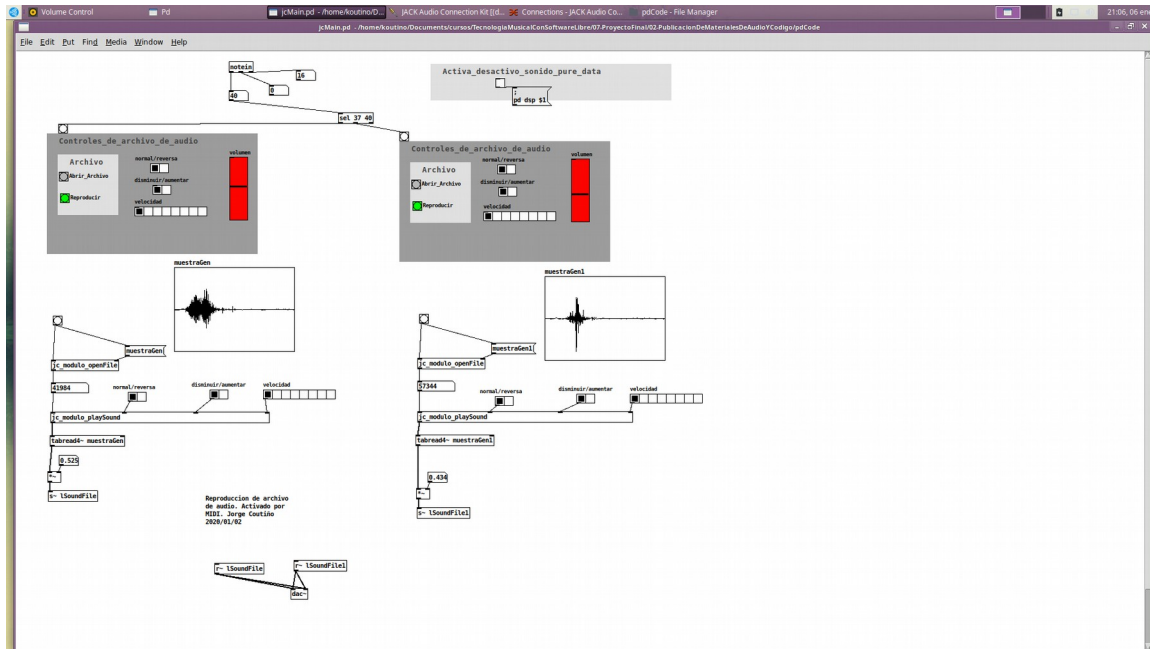 Volume Control
Pd
jcMain.pd - /home/koutino/D...
JACK Audio Connection Kit [(d...
Connections - JACK Audio Co...
pdCode - File Manager
21:06, 06 ene
jcMain.pd - /home/koutino/Documents/cursos/TecnologiaMusicalConSoftwareLibre/07-ProyectoFinal/02-PublicacionDeMaterialesDeAudioYCodigo/pdCode
File Edit Put Find Media Window Help
notein
16
0
40
sel 37 40
Activa_desactivo_sonido_pure_data
;
pd dsp $1
Controles_de_archivo_de_audio
Archivo
Abrir_Archivo
Reproducir
normal/reversa
disminuir/aumentar
velocidad
volumen
Controles_de_archivo_de_audio
Archivo
Abrir_Archivo
Reproducir
normal/reversa
disminuir/aumentar
velocidad
volumen
muestraGen
muestraGen
jc_modulo_openFile
41984
normal/reversa
disminuir/aumentar
velocidad
jc_modulo_playSound
tabread4~ muestraGen
0.525
*~
s~ lSoundFile
muestraGen1
muestraGen1
jc_modulo_openFile
57344
normal/reversa
disminuir/aumentar
velocidad
jc_modulo_playSound
tabread4~ muestraGen1
0.434
*~
s~ lSoundFile1
Reproduccion de archivo
de audio. Activado por
MIDI. Jorge Coutiño
2020/01/02
r~ lSoundFile
r~ lSoundFile1
dac~